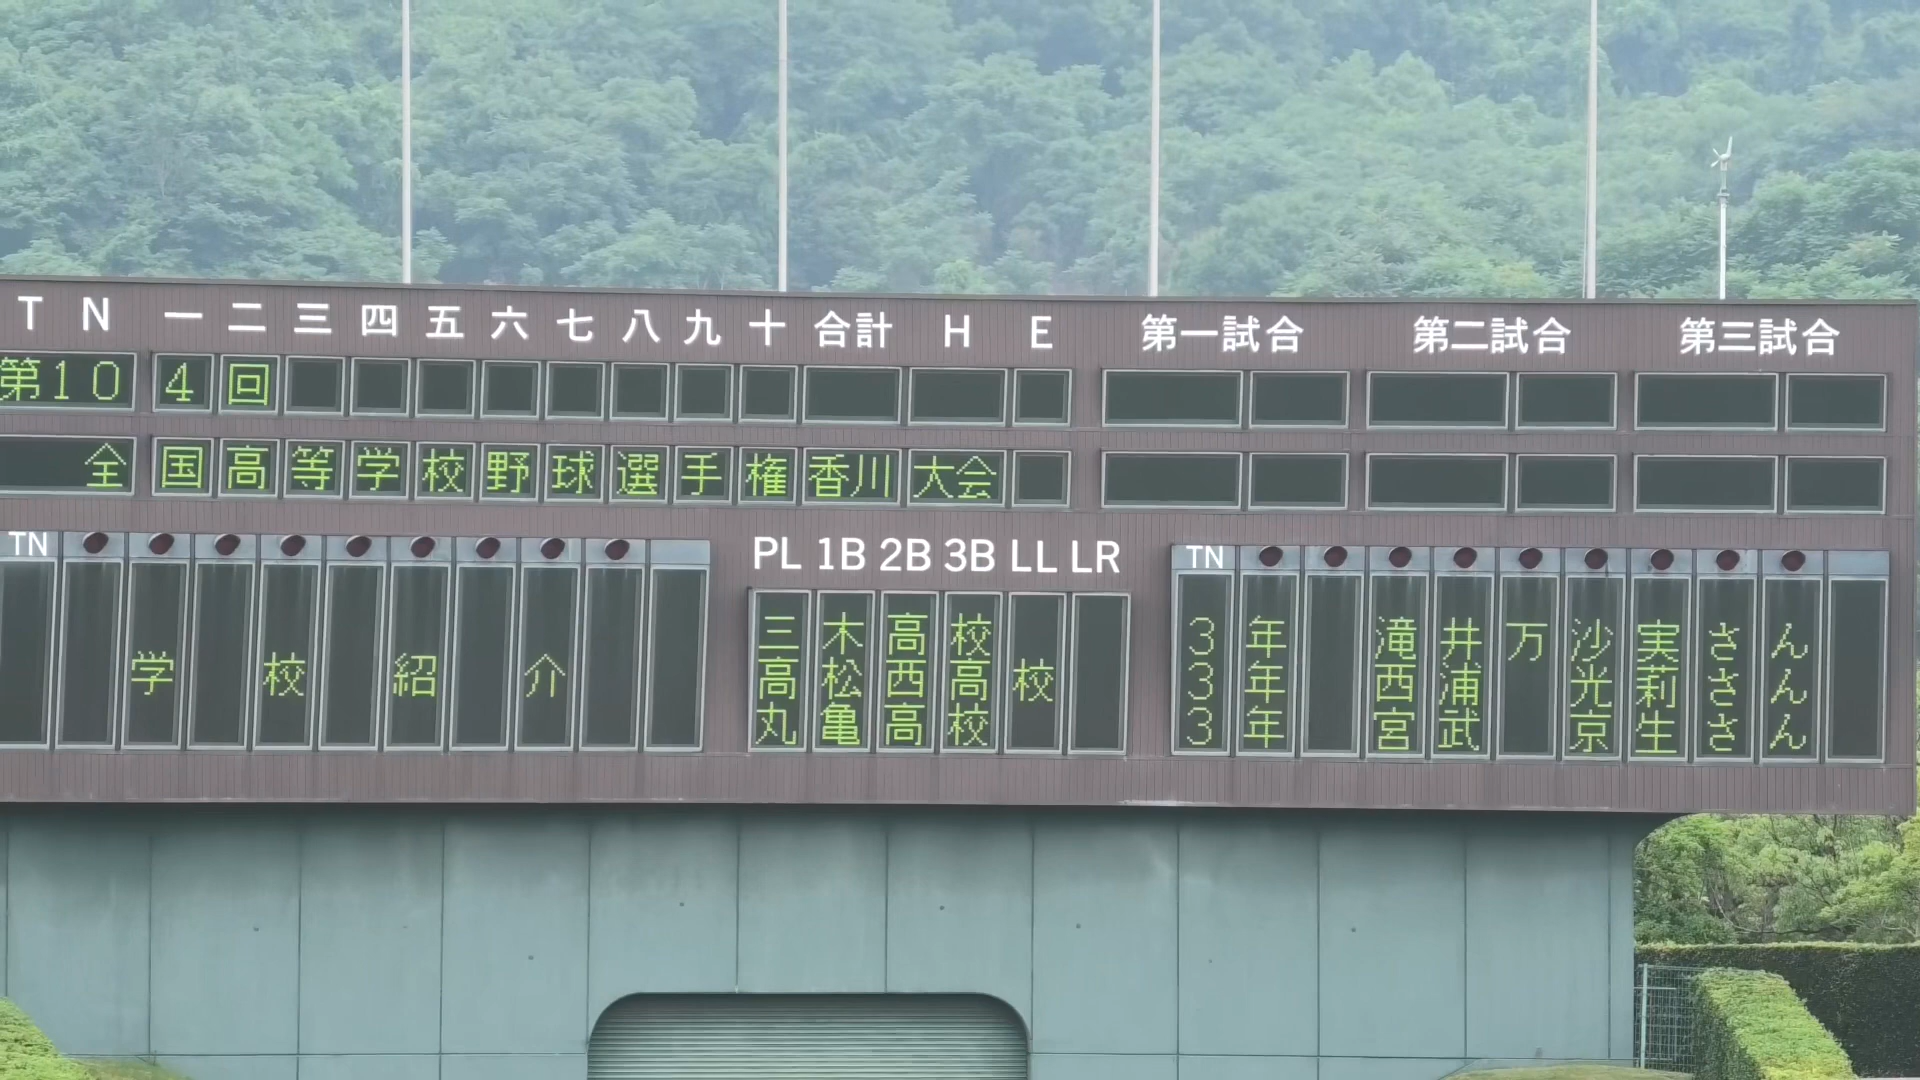 T N 一 二 三 四 五 六 七 八 九 十 合計 H E 第一試合 第二試合 第三試合
第104回
全国高等学校野球選手権香川大会
TN PL 1B 2B 3B LL LR TN
学校紹介
三木高校
高松西高校
丸亀高校
3年 滝井万沙実さん
3年 西浦 光莉さん
3年 宮武 京生さん